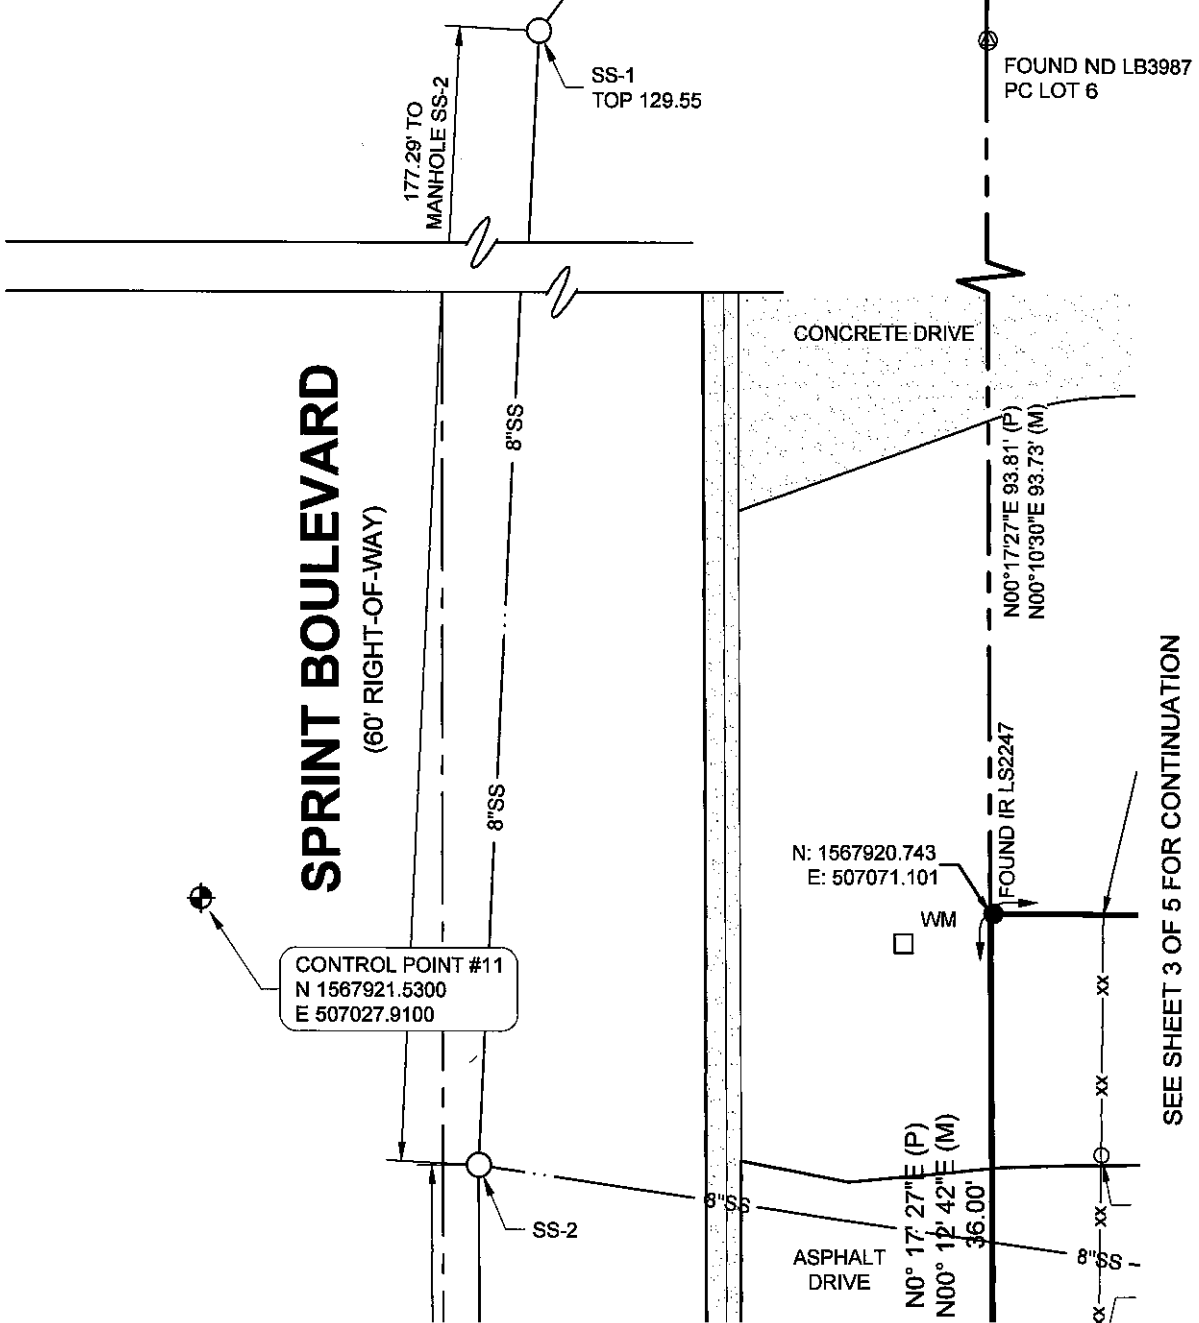 SS-1
TOP 129.55
FOUND ND LB3987
PC LOT 6
177.29' TO
MANHOLE SS-2
CONCRETE DRIVE
SPRINT BOULEVARD
(60' RIGHT-OF-WAY)
8"SS
8"SS
N00°17'27"E 93.81' (P)
N00°10'30"E 93.73' (M)
FOUND IR LS2247
N: 1567920.743
E: 507071.101
WM
CONTROL POINT #11
N 1567921.5300
E 507027.9100
SEE SHEET 3 OF 5 FOR CONTINUATION
XX
XX
XX
XX
SS-2
8"SS
8"SS
ASPHALT
DRIVE
N0° 17' 27"E (P)
N00° 12' 42"E (M)
36.00'